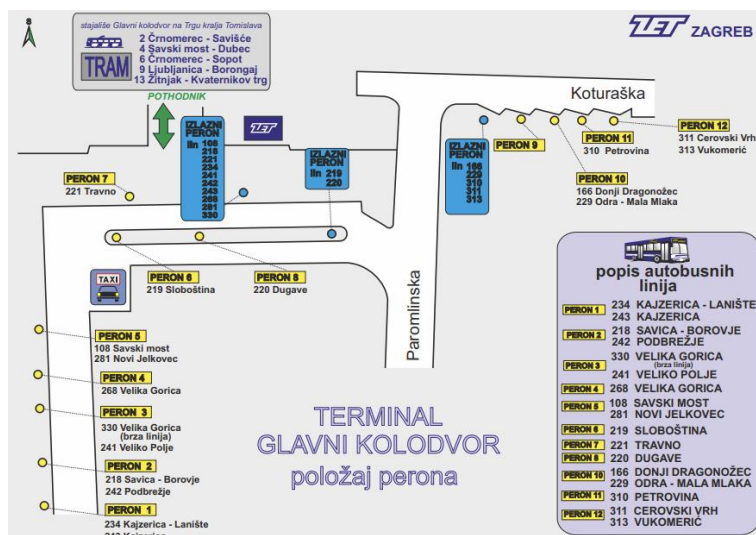 S
stajalište Glavni kolodvor na Trgu kralja Tomislava
TRAM
2 Črnomerec - Savišće
4 Savski most - Dubec
6 Črnomerec - Sopot
9 Ljubljanica - Borongaj
13 Žitnjak - Kvaternikov trg
ZET ZAGREB
POTHODNIK
IZLAZNI
PERON
lin 108
218
221
234
241
242
243
268
281
330
ZET
IZLAZNI
PERON
lin 219
220
IZLAZNI
PERON
lin 166
229
310
311
313
Koturaška
PERON 9
PERON 11
310 Petrovina
PERON 12
311 Cerovski Vrh
313 Vukomerić
PERON 10
166 Donji Dragonožec
229 Odra - Mala Mlaka
PERON 7
221 Travno
TAXI
PERON 6
219 Sloboština
PERON 8
220 Dugave
Paromlinska
PERON 5
108 Savski most
281 Novi Jelkovec
PERON 4
268 Velika Gorica
PERON 3
330 Velika Gorica
(brza linija)
241 Veliko Polje
PERON 2
218 Savica - Borovje
242 Podbrežje
PERON 1
234 Kajzerica - Lanište
243 Kajzerica
TERMINAL
GLAVNI KOLODVOR
položaj perona
popis autobusnih
linija
PERON 1 234 KAJZERICA - LANIŠTE
243 KAJZERICA
PERON 2 218 SAVICA - BOROVJE
242 PODBREŽJE
PERON 3 330 VELIKA GORICA
(brza linija)
241 VELIKO POLJE
PERON 4 268 VELIKA GORICA
PERON 5 108 SAVSKI MOST
281 NOVI JELKOVEC
PERON 6 219 SLOBOŠTINA
PERON 7 221 TRAVNO
PERON 8 220 DUGAVE
PERON 10 166 DONJI DRAGONOŽEC
229 ODRA - MALA MLAKA
PERON 11 310 PETROVINA
PERON 12 311 CEROVSKI VRH
313 VUKOMERIĆ